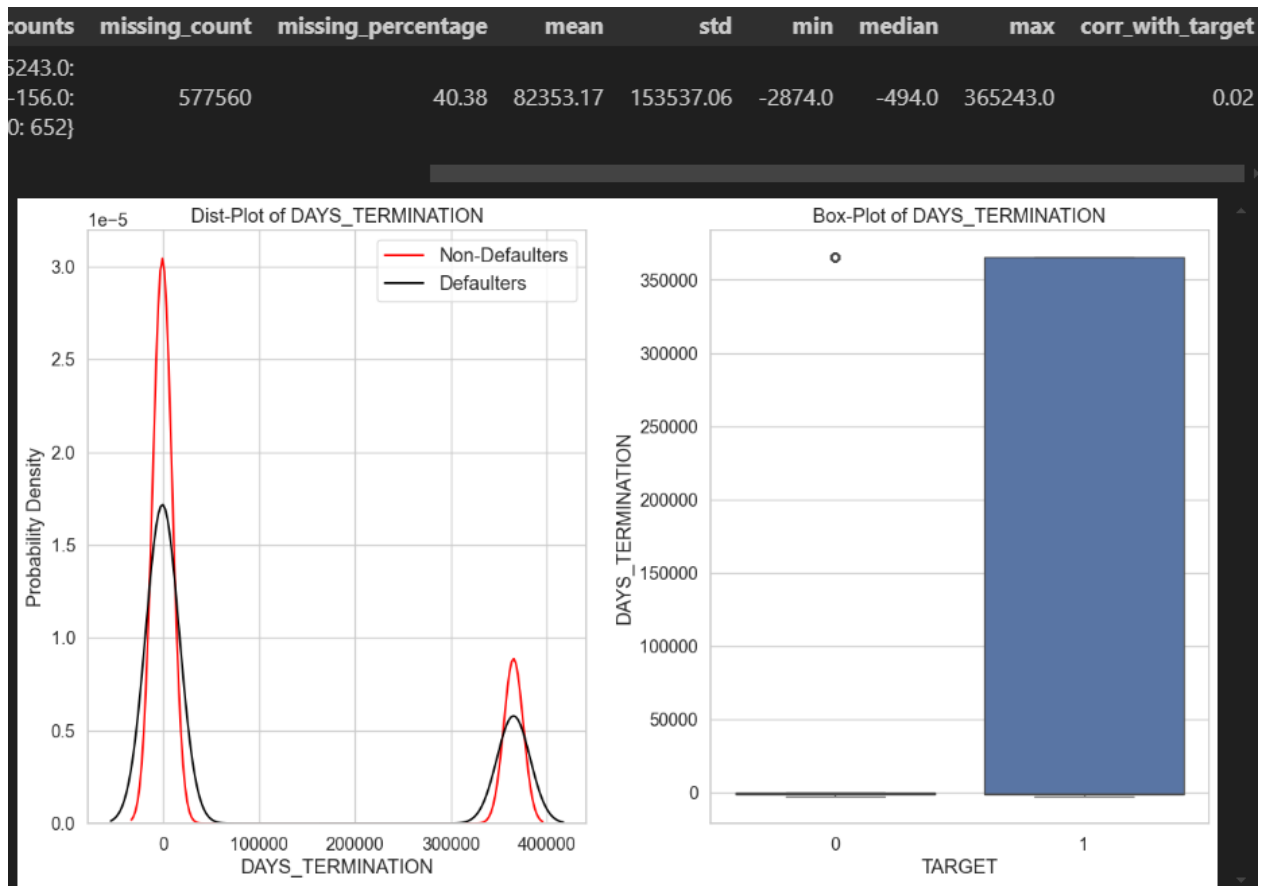 counts missing_count missing_percentage mean std min median max corr_with_target
5243.0:
-156.0: 577560 40.38 82353.17 153537.06 -2874.0 -494.0 365243.0 0.02
0: 652}
Dist-Plot of DAYS_TERMINATION
1e-5
Non-Defaulters
Defaulters
3.0
2.5
2.0
1.5
1.0
0.5
0.0
Probability Density
0 100000 200000 300000 400000
DAYS_TERMINATION
Box-Plot of DAYS_TERMINATION
350000
300000
250000
200000
150000
100000
50000
0
DAYS_TERMINATION
0 1
TARGET